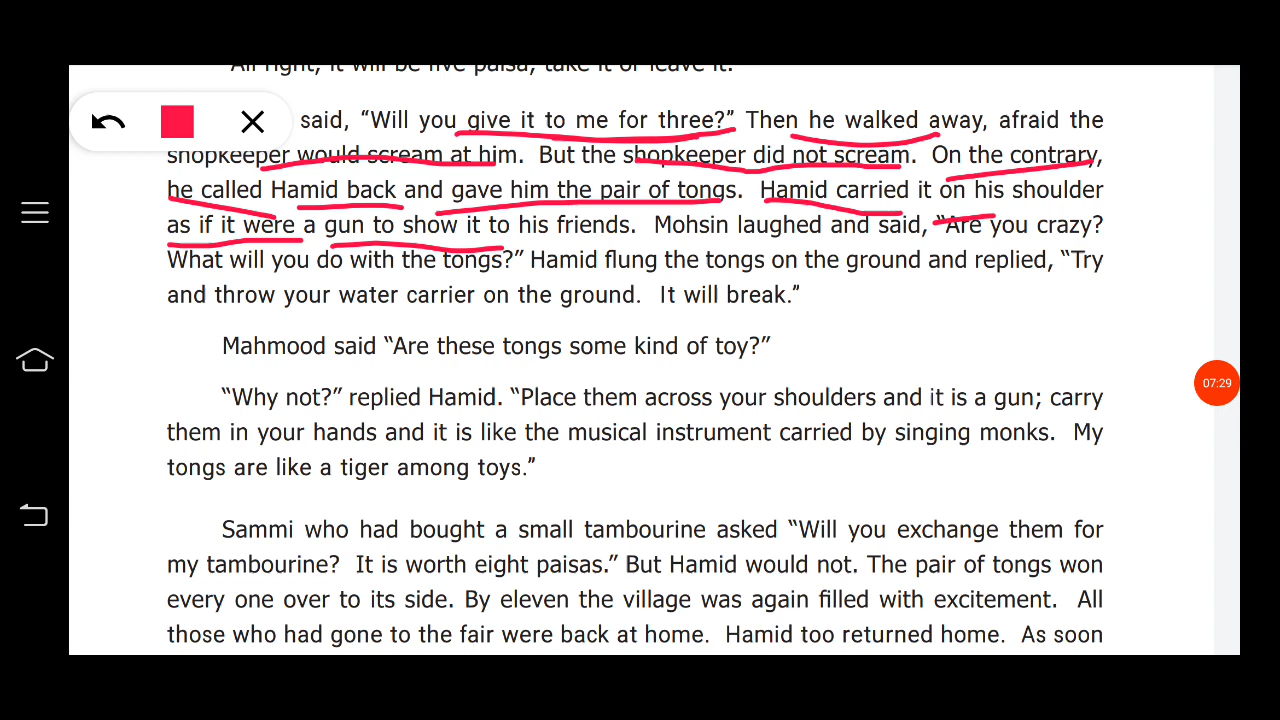 All right, it will be five paisa, take it or leave it.
said, “Will you give it to me for three?” Then he walked away, afraid the
shopkeeper would scream at him. But the shopkeeper did not scream. On the contrary,
he called Hamid back and gave him the pair of tongs. Hamid carried it on his shoulder
as if it were a gun to show it to his friends. Mohsin laughed and said, “Are you crazy?
What will you do with the tongs?” Hamid flung the tongs on the ground and replied, “Try
and throw your water carrier on the ground. It will break.”
Mahmood said “Are these tongs some kind of toy?”
“Why not?” replied Hamid. “Place them across your shoulders and it is a gun; carry
them in your hands and it is like the musical instrument carried by singing monks. My
tongs are like a tiger among toys.”
Sammi who had bought a small tambourine asked “Will you exchange them for
my tambourine? It is worth eight paisas.” But Hamid would not. The pair of tongs won
every one over to its side. By eleven the village was again filled with excitement. All
those who had gone to the fair were back at home. Hamid too returned home. As soon
07:29